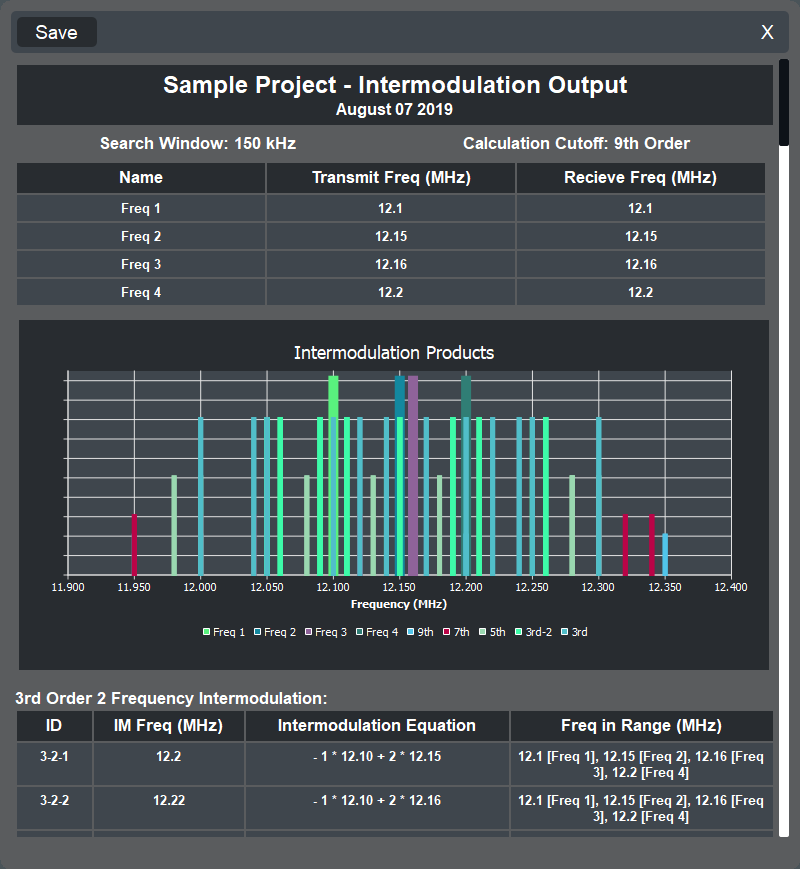 Save X
Sample Project - Intermodulation Output
August 07 2019
Search Window: 150 kHz Calculation Cutoff: 9th Order
Name Transmit Freq (MHz) Recieve Freq (MHz)
Freq 1 12.1 12.1
Freq 2 12.15 12.15
Freq 3 12.16 12.16
Freq 4 12.2 12.2
Intermodulation Products
11.900 11.950 12.000 12.050 12.100 12.150 12.200 12.250 12.300 12.350 12.400
Frequency (MHz)
Freq 1 Freq 2 Freq 3 Freq 4 9th 7th 5th 3rd-2 3rd
3rd Order 2 Frequency Intermodulation:
ID IM Freq (MHz) Intermodulation Equation Freq in Range (MHz)
3-2-1 12.2 - 1 * 12.10 + 2 * 12.15 12.1 [Freq 1], 12.15 [Freq 2], 12.16 [Freq
3], 12.2 [Freq 4]
3-2-2 12.22 - 1 * 12.10 + 2 * 12.16 12.1 [Freq 1], 12.15 [Freq 2], 12.16 [Freq
3], 12.2 [Freq 4]